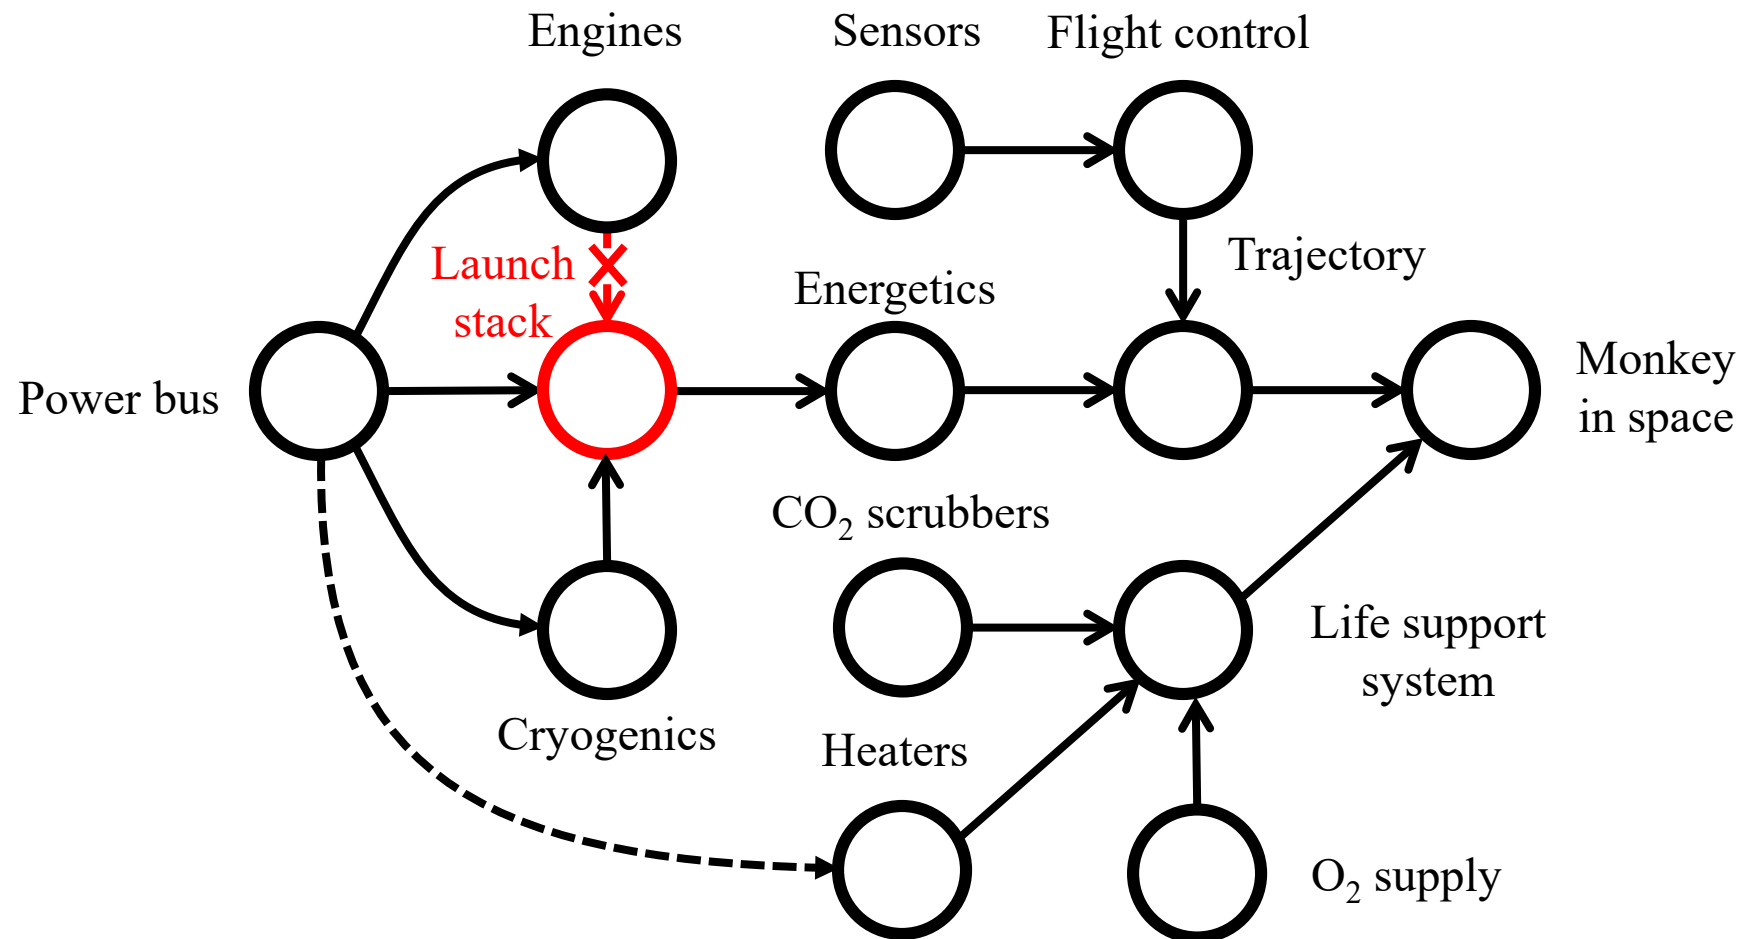 Engines
Sensors
Flight control
Launch
stack
Trajectory
Energetics
Power bus
Monkey
in space
CO₂ scrubbers
Life support
system
Cryogenics
Heaters
O₂ supply